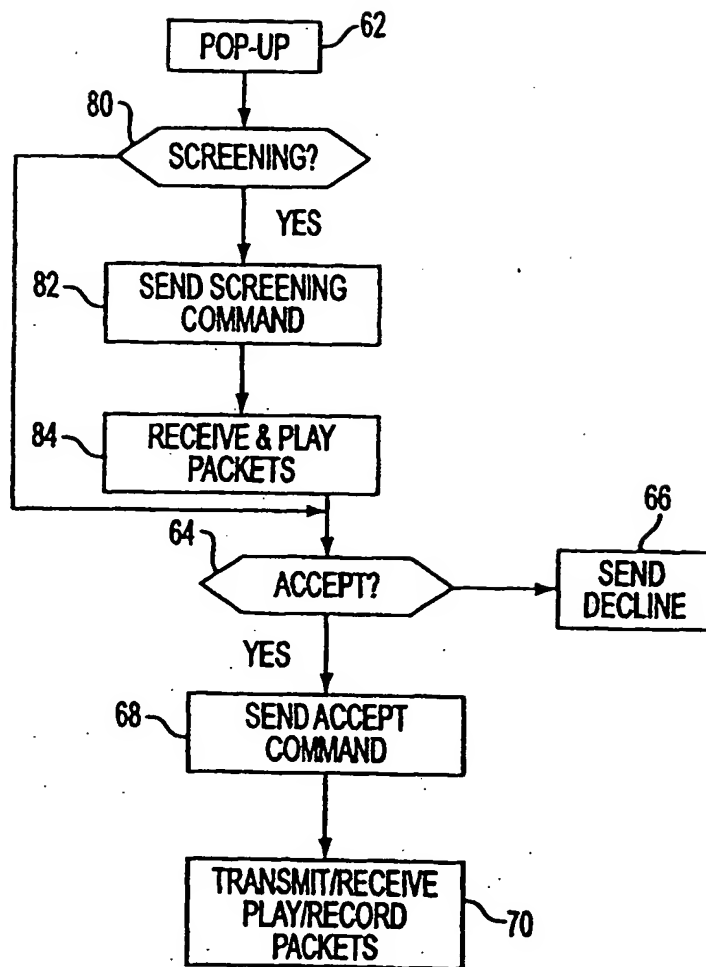 POP-UP
62
80
SCREENING?
YES
82
SEND SCREENING
COMMAND
84
RECEIVE & PLAY
PACKETS
64
ACCEPT?
66
SEND
DECLINE
YES
68
SEND ACCEPT
COMMAND
TRANSMIT/RECEIVE
PLAY/RECORD
PACKETS
70